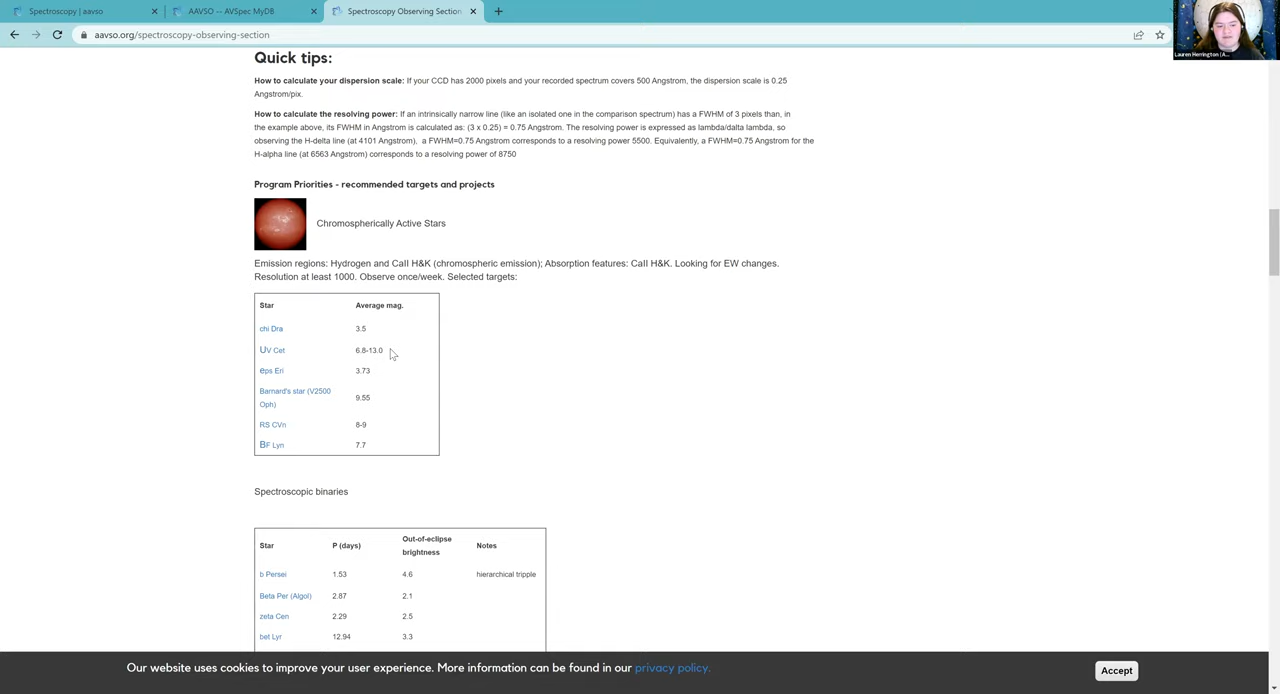 Spectroscopy | aavso
AAVSO -- AVSpec MyDB
Spectroscopy Observing Section
aavso.org/spectroscopy-observing-section
Lauren Herrington (A...
Quick tips:
How to calculate your dispersion scale: If your CCD has 2000 pixels and your recorded spectrum covers 500 Angstrom, the dispersion scale is 0.25
Angstrom/pix.
How to calculate the resolving power: If an intrinsically narrow line (like an isolated one in the comparison spectrum) has a FWHM of 3 pixels than, in
the example above, its FWHM in Angstrom is calculated as: (3 x 0.25) = 0.75 Angstrom. The resolving power is expressed as lambda/dalta lambda, so
observing the H-delta line (at 4101 Angstrom), a FWHM=0.75 Angstrom corresponds to a resolving power 5500. Equivalently, a FWHM=0.75 Angstrom for the
H-alpha line (at 6563 Angstrom) corresponds to a resolving power of 8750
Program Priorities - recommended targets and projects
Chromospherically Active Stars
Emission regions: Hydrogen and CaII H&K (chromospheric emission); Absorption features: CaII H&K. Looking for EW changes.
Resolution at least 1000. Observe once/week. Selected targets:
Star Average mag.
chi Dra 3.5
UV Cet 6.8-13.0
eps Eri 3.73
Barnard's star (V2500
Oph) 9.55
RS CVn 8-9
BF Lyn 7.7
Spectroscopic binaries
Star P (days) Out-of-eclipse
brightness Notes
b Persei 1.53 4.6 hierarchical tripple
Beta Per (Algol) 2.87 2.1
zeta Cen 2.29 2.5
bet Lyr 12.94 3.3
Our website uses cookies to improve your user experience. More information can be found in our privacy policy.
Accept